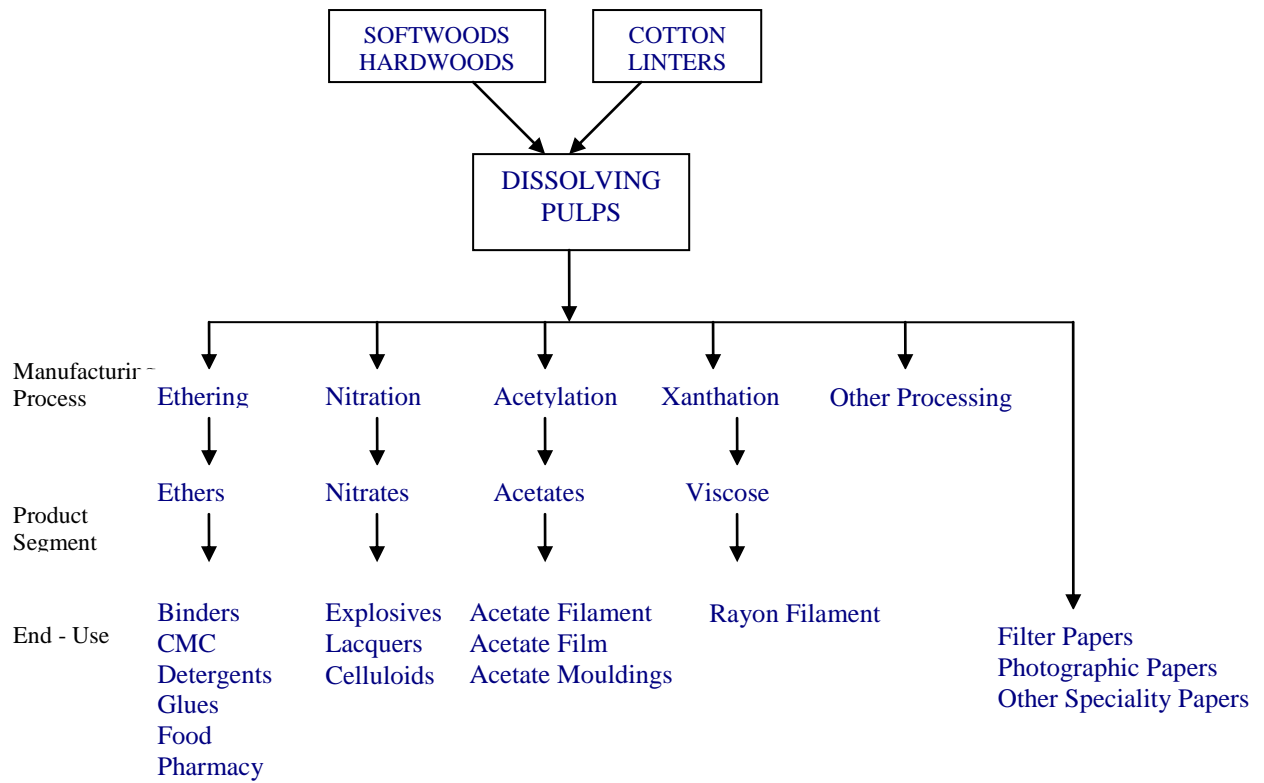 SOFTWOODS
HARDWOODS
COTTON
LINTERS
DISSOLVING
PULPS
Manufacturing
Process
Ethering
Nitration
Acetylation
Xanthation
Other Processing
Ethers
Nitrates
Acetates
Viscose
Product
Segment
End - Use
Binders
CMC
Detergents
Glues
Food
Pharmacy
Explosives
Lacquers
Celluloids
Acetate Filament
Acetate Film
Acetate Mouldings
Rayon Filament
Filter Papers
Photographic Papers
Other Speciality Papers